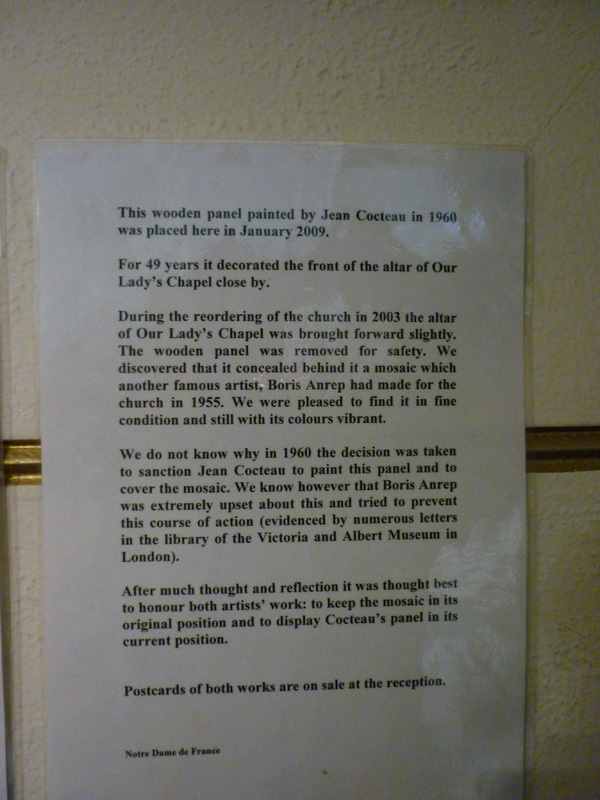 This wooden panel painted by Jean Cocteau in 1960
was placed here in January 2009.
For 49 years it decorated the front of the altar of Our
Lady's Chapel close by.
During the reordering of the church in 2003 the altar
of Our Lady's Chapel was brought forward slightly.
The wooden panel was removed for safety. We
discovered that it concealed behind it a mosaic which
another famous artist, Boris Anrep had made for the
church in 1955. We were pleased to find it in fine
condition and still with its colours vibrant.
We do not know why in 1960 the decision was taken
to sanction Jean Cocteau to paint this panel and to
cover the mosaic. We know however that Boris Anrep
was extremely upset about this and tried to prevent
this course of action (evidenced by numerous letters
in the library of the Victoria and Albert Museum in
London).
After much thought and reflection it was thought best
to honour both artists' work: to keep the mosaic in its
original position and to display Cocteau's panel in its
current position.
Postcards of both works are on sale at the reception.
Notre Dame de France